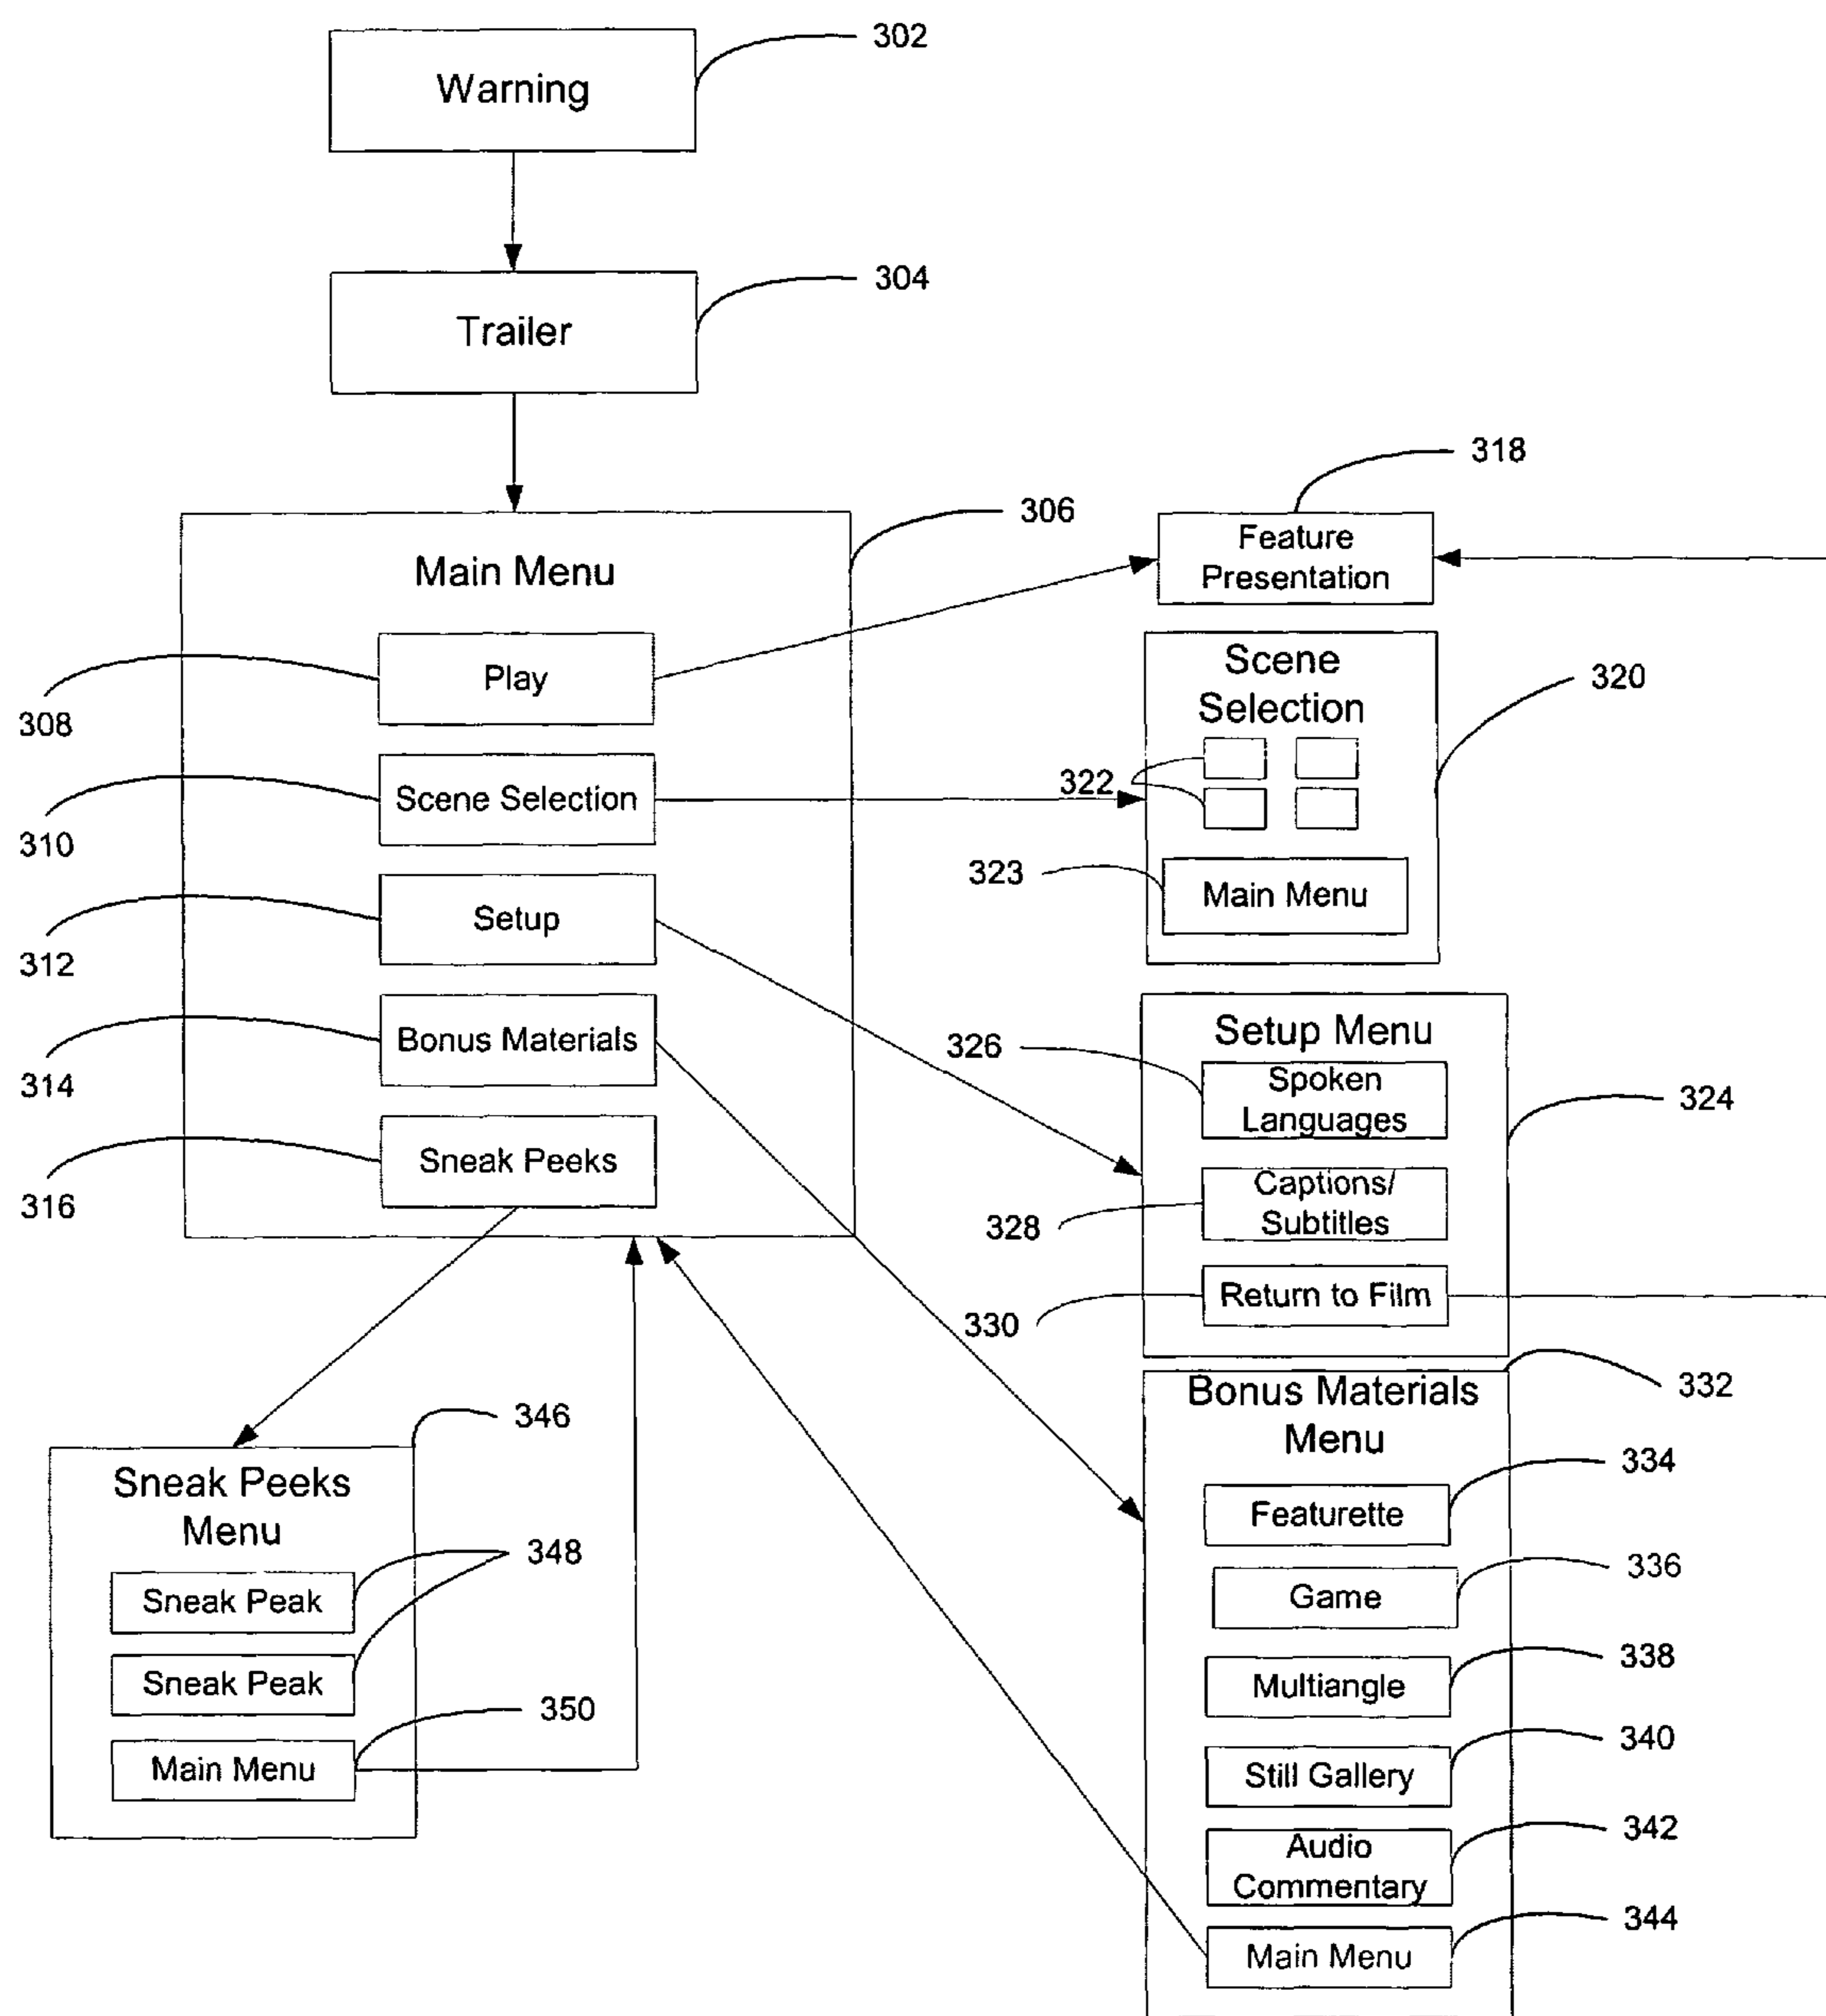 302
Warning
304
Trailer
306
Main Menu
308
Play
310
Scene Selection
312
Setup
314
Bonus Materials
316
Sneak Peeks
318
Feature
Presentation
320
Scene
Selection
322
323
Main Menu
324
Setup Menu
326
Spoken
Languages
328
Captions/
Subtitles
330
Return to Film
332
Bonus Materials
Menu
334
Featurette
336
Game
338
Multiangle
340
Still Gallery
342
Audio
Commentary
344
Main Menu
346
Sneak Peeks
Menu
348
Sneak Peak
Sneak Peak
350
Main Menu